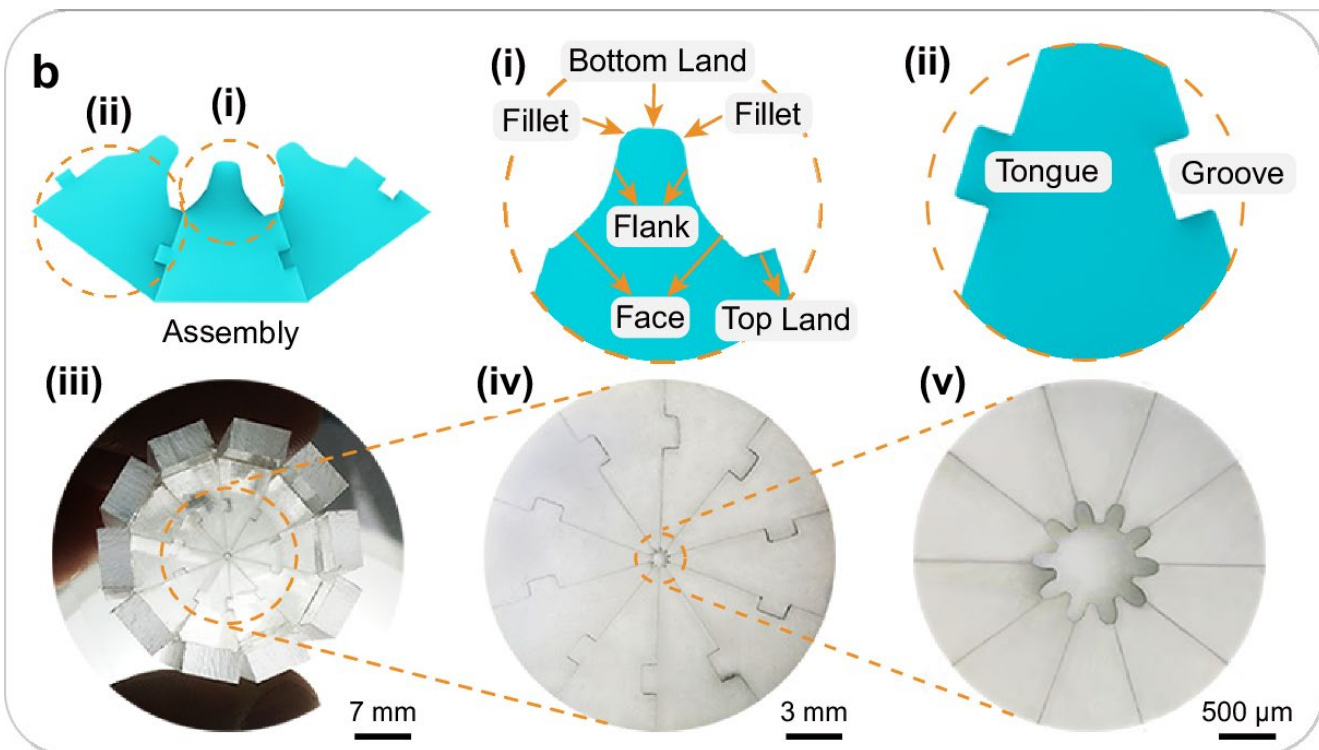 b
(i)
(ii)
(ii)
(i)
Bottom Land
Fillet
Fillet
Tongue
Groove
Flank
Face
Top Land
Assembly
(iii)
(iv)
(v)
7 mm
3 mm
500 µm